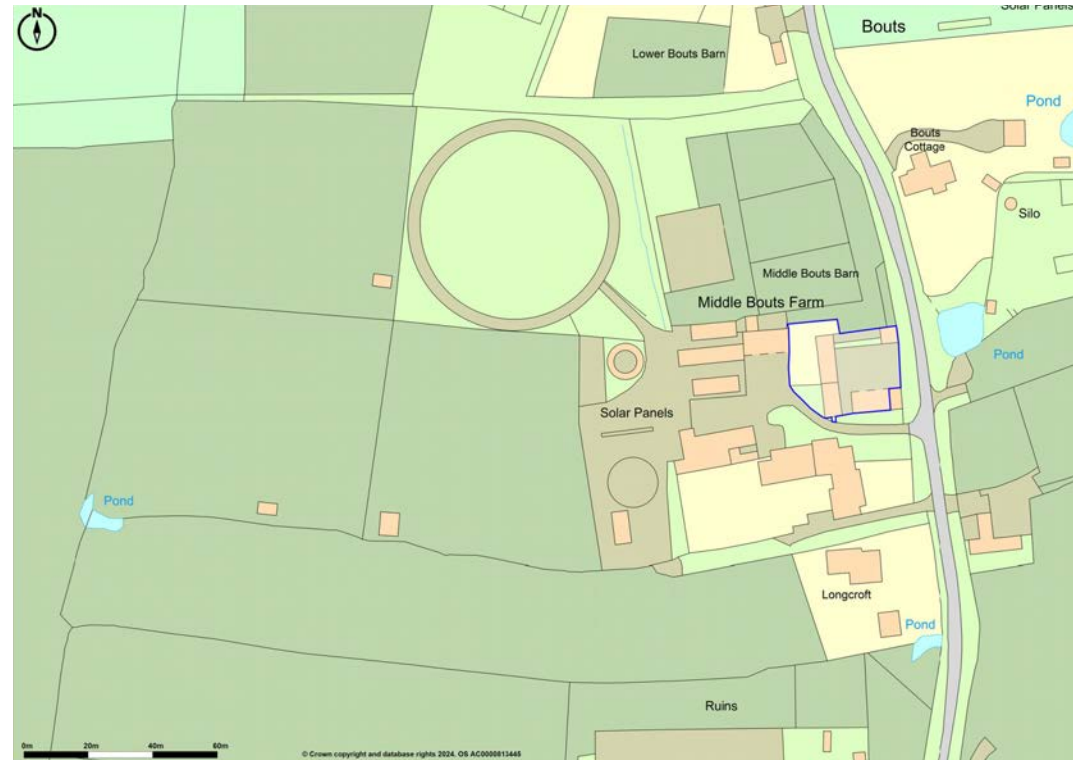 Solar Panels
Bouts
Lower Bouts Barn
Pond
Bouts
Cottage
Silo
Middle Bouts Barn
Middle Bouts Farm
Pond
Solar Panels
Pond
Longcroft
Pond
Ruins
0m 20m 40m 60m
© Crown copyright and database rights 2024. OS AC0000813445